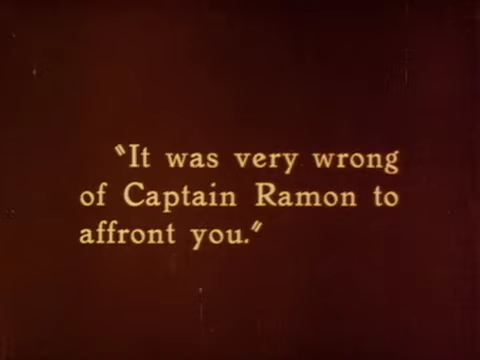 "It was very wrong
of Captain Ramon to
affront you."